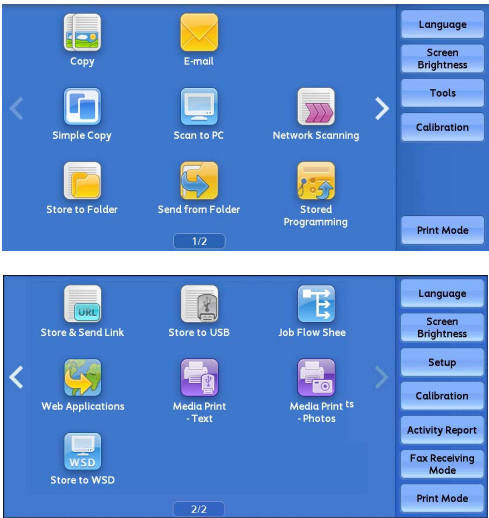 Language
Copy
E-mail
Screen
Brightness
Tools
Simple Copy
Scan to PC
Network Scanning
Calibration
Store to Folder
Send from Folder
Stored
Programming
Print Mode
1/2
Language
URL
Store & Send Link
Store to USB
Job Flow Shee
Screen
Brightness
Setup
Web Applications
Media Print
- Text
Media Print ts
- Photos
Calibration
Activity Report
WSD
Store to WSD
Fax Receiving
Mode
Print Mode
2/2